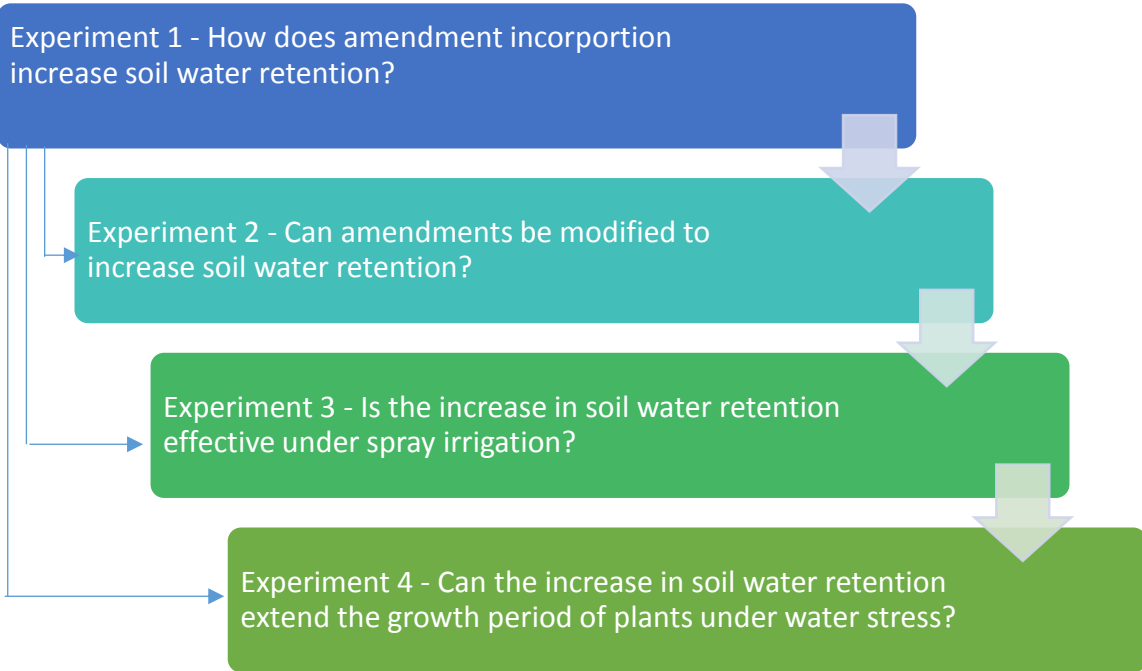 Experiment 1 - How does amendment incorportion
increase soil water retention?
Experiment 2 - Can amendments be modified to
increase soil water retention?
Experiment 3 - Is the increase in soil water retention
effective under spray irrigation?
Experiment 4 - Can the increase in soil water retention
extend the growth period of plants under water stress?